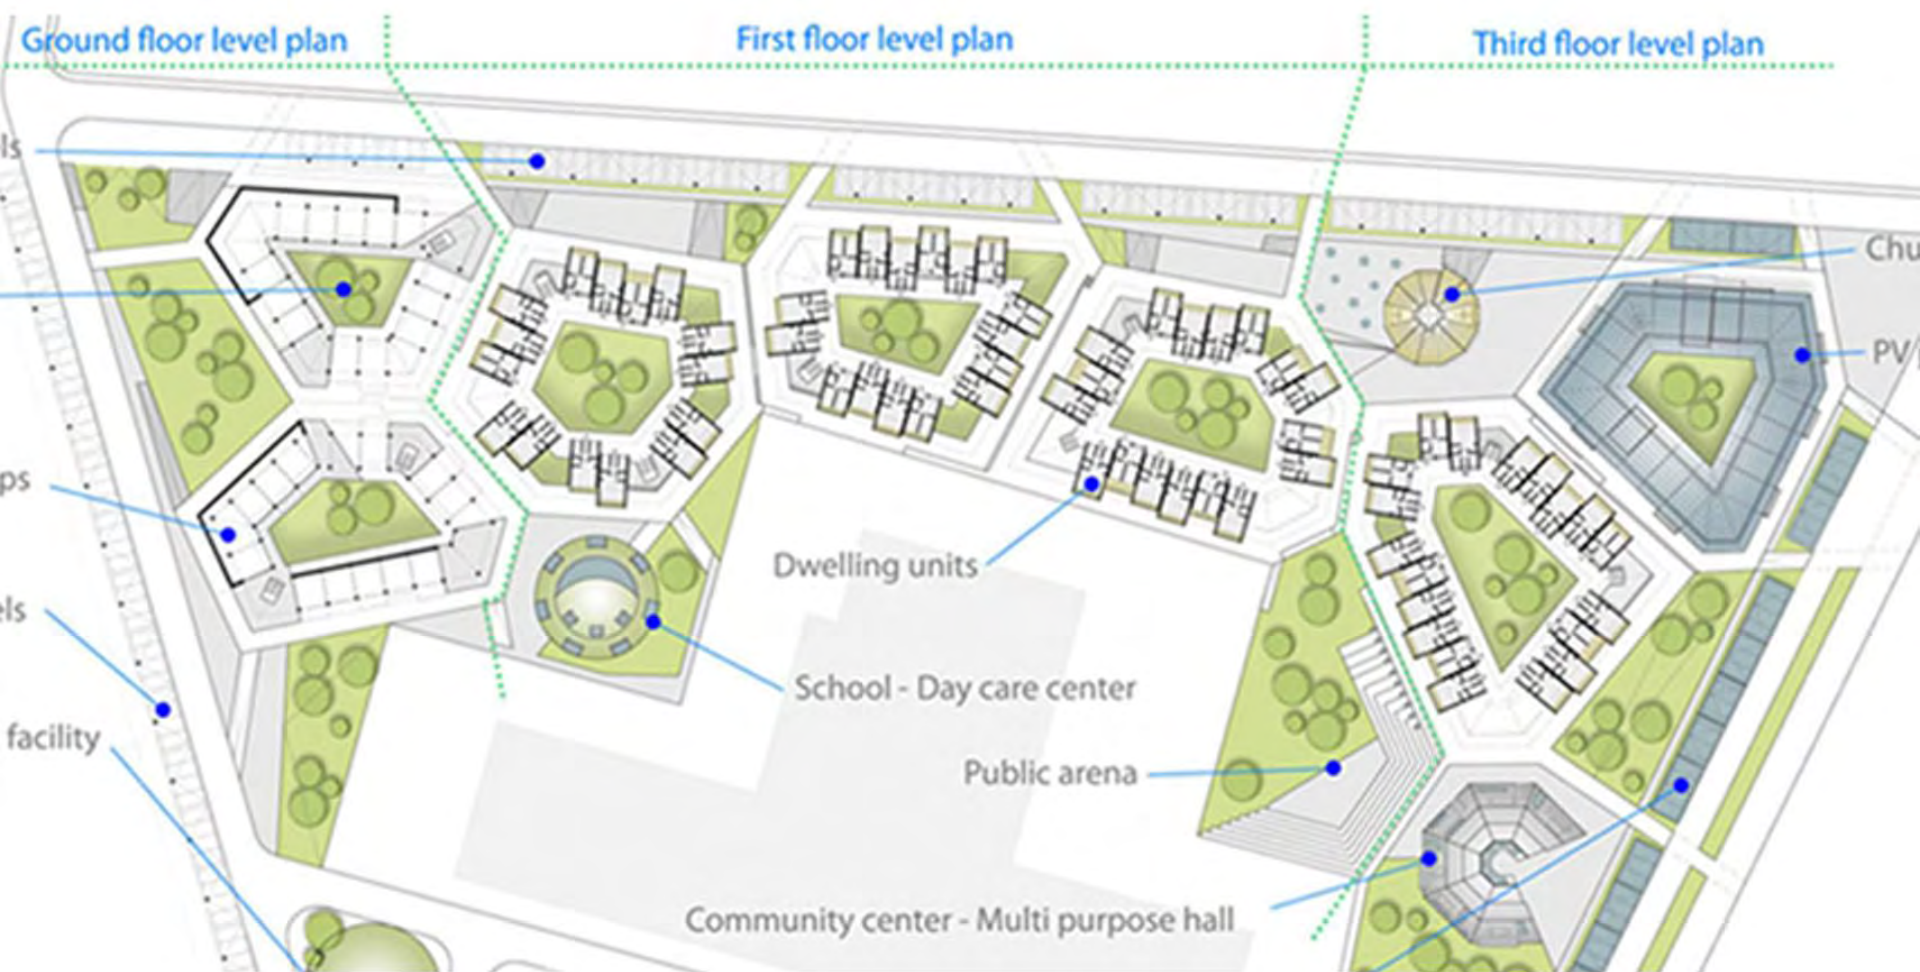 Ground floor level plan
First floor level plan
Third floor level plan
ls
Chu
PV
ps
Dwelling units
els
School - Day care center
facility
Public arena
Community center - Multi purpose hall